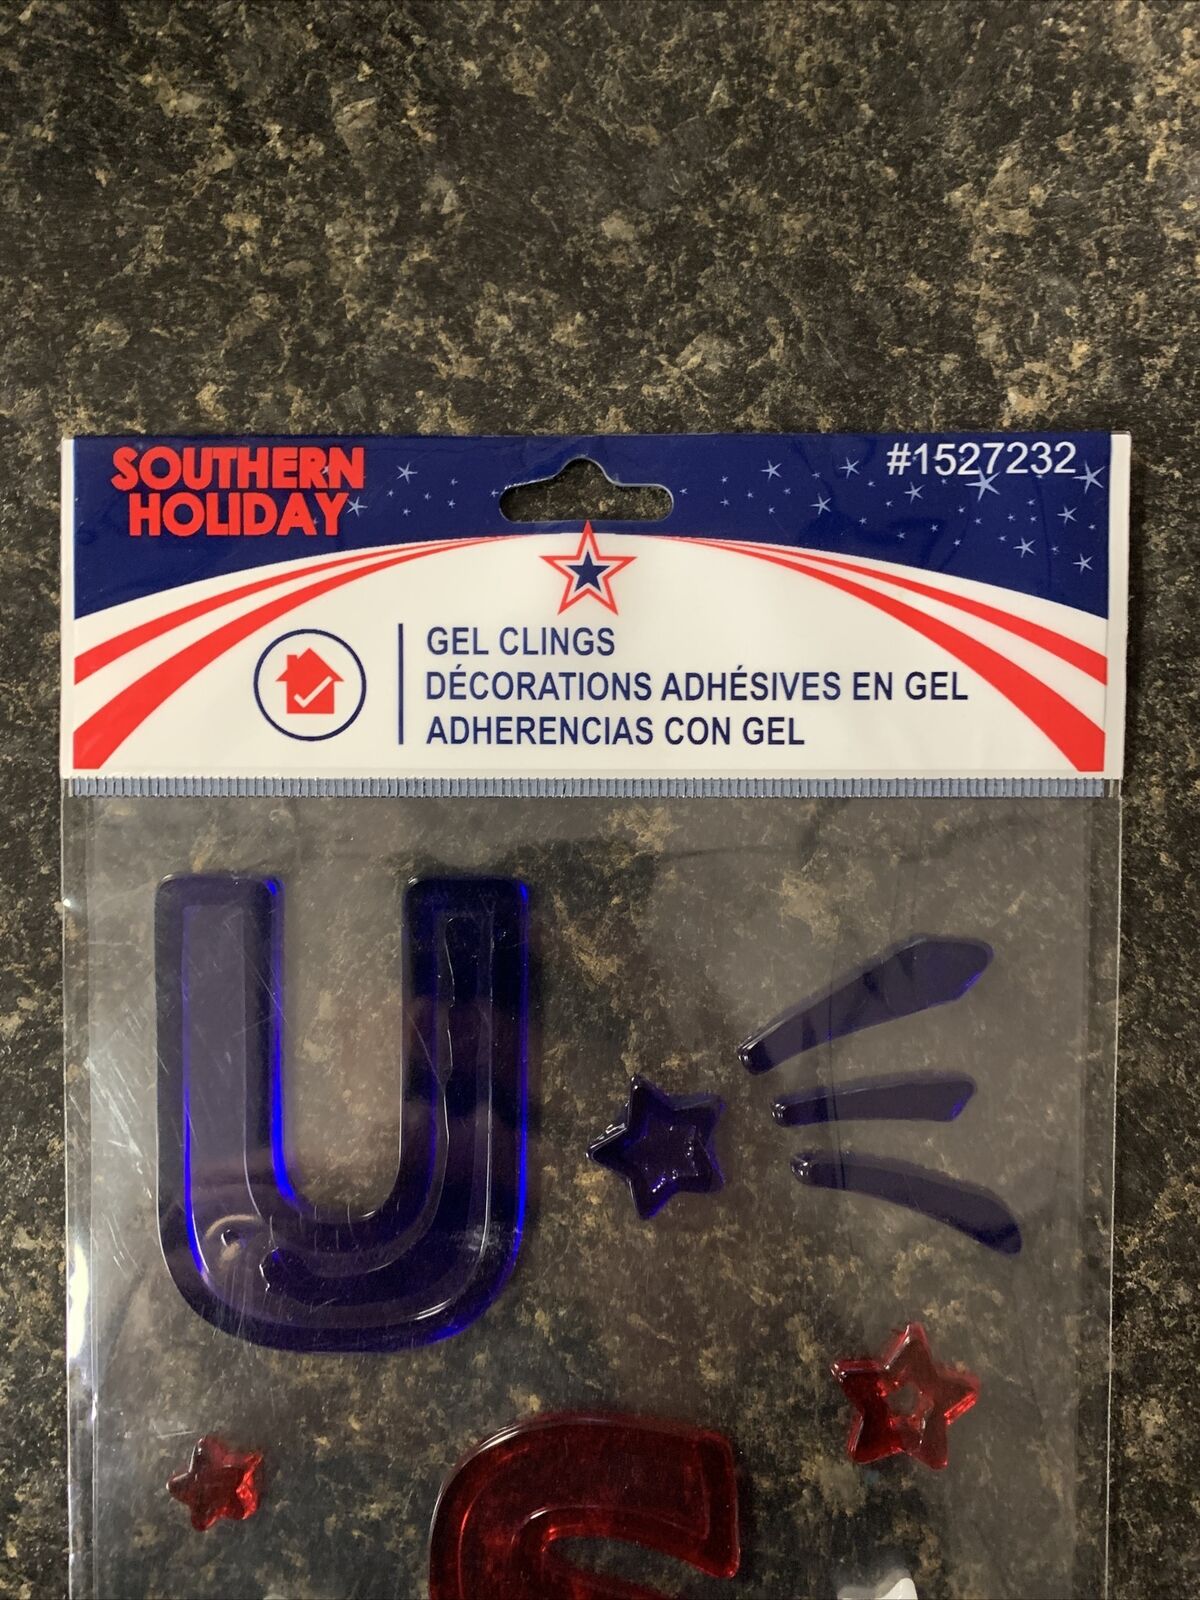 SOUTHERN
HOLIDAY
#1527232
GEL CLINGS
DÉCORATIONS ADHÉSIVES EN GEL
ADHERENCIAS CON GEL
U
S